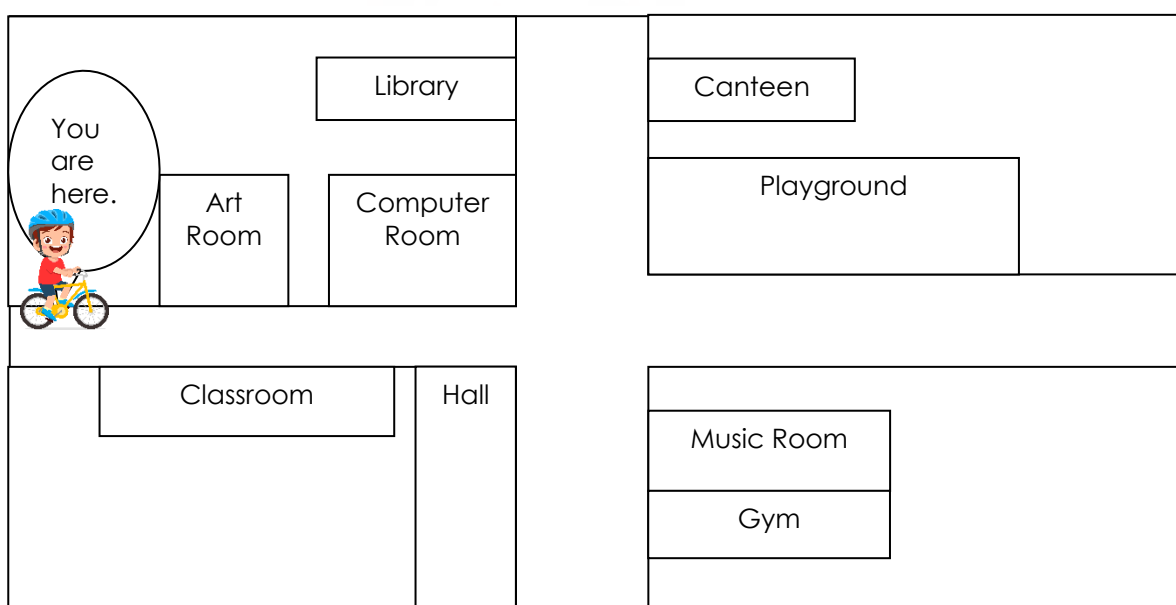 Library
Canteen
You
are
here.
Art
Room
Computer
Room
Playground
Classroom
Hall
Music Room
Gym